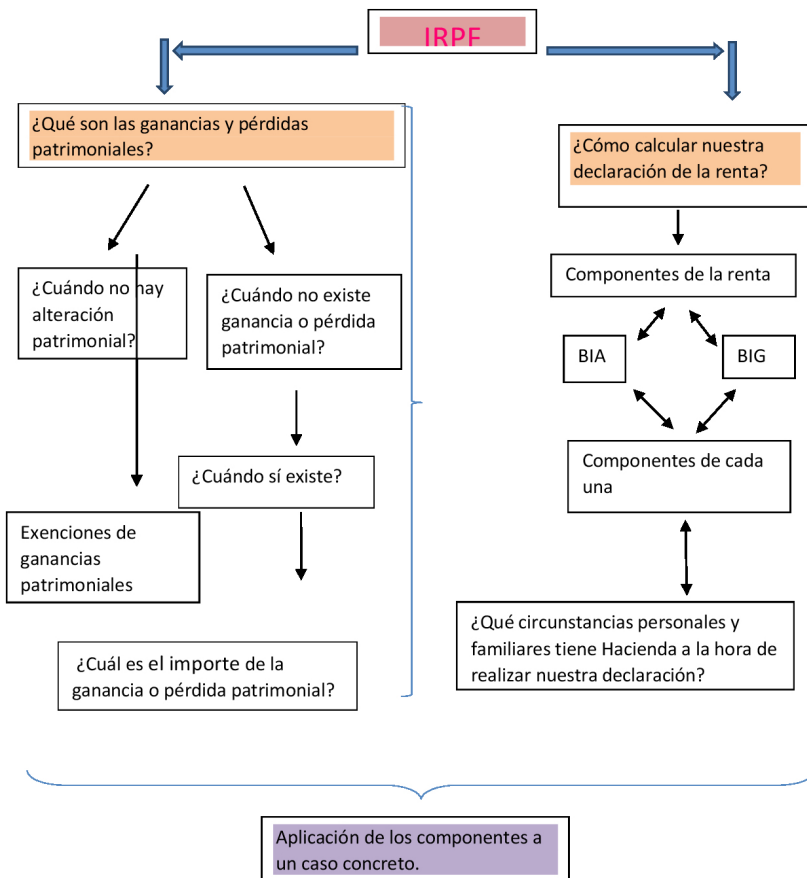 IRPF
¿Qué son las ganancias y pérdidas
patrimoniales?
¿Cuándo no hay
alteración
patrimonial?
¿Cuándo no existe
ganancia o pérdida
patrimonial?
¿Cuándo sí existe?
Exenciones de
ganancias
patrimoniales
¿Cuál es el importe de la
ganancia o pérdida patrimonial?
¿Cómo calcular nuestra
declaración de la renta?
Componentes de la renta
BIA
BIG
Componentes de cada
una
¿Qué circunstancias personales y
familiares tiene Hacienda a la hora de
realizar nuestra declaración?
Aplicación de los componentes a
un caso concreto.